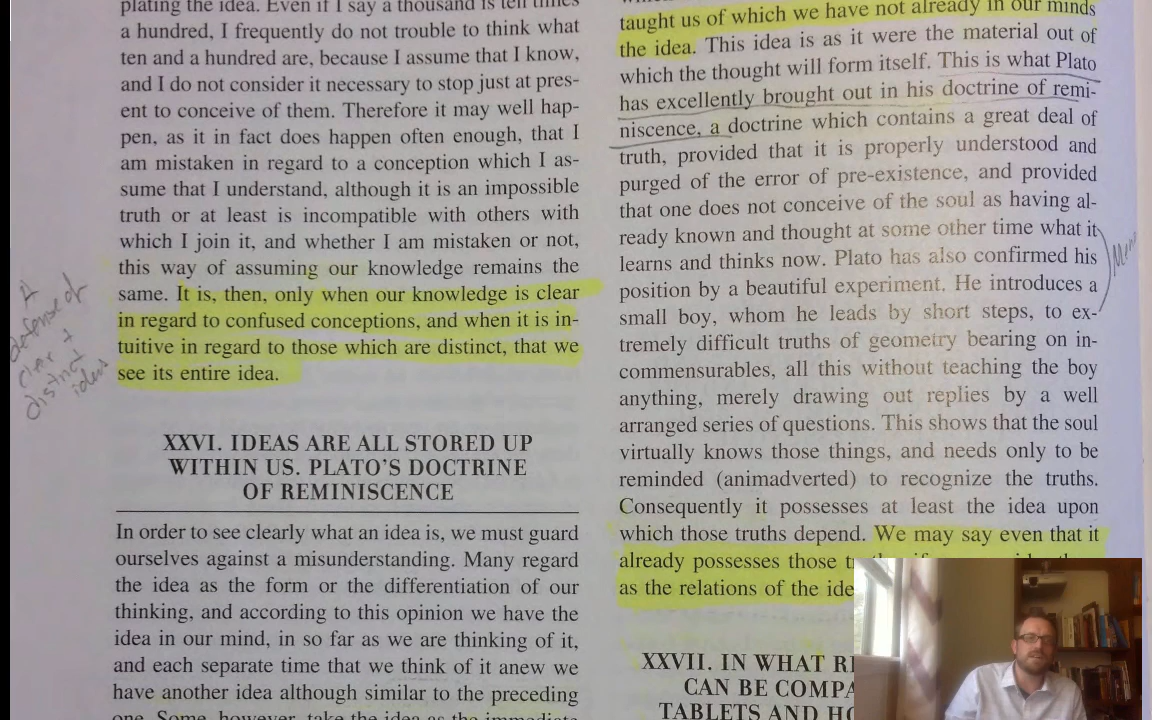 plating the idea. Even if I say a thousand is ten times
a hundred, I frequently do not trouble to think what
ten and a hundred are, because I assume that I know,
and I do not consider it necessary to stop just at pres-
ent to conceive of them. Therefore it may well hap-
pen, as it in fact does happen often enough, that I
am mistaken in regard to a conception which I as-
sume that I understand, although it is an impossible
truth or at least is incompatible with others with
which I join it, and whether I am mistaken or not,
this way of assuming our knowledge remains the
same. It is, then, only when our knowledge is clear
in regard to confused conceptions, and when it is in-
tuitive in regard to those which are distinct, that we
see its entire idea.
A
defense of
clear +
distinct
ideas
XXVI. IDEAS ARE ALL STORED UP
WITHIN US. PLATO'S DOCTRINE
OF REMINISCENCE
In order to see clearly what an idea is, we must guard
ourselves against a misunderstanding. Many regard
the idea as the form or the differentiation of our
thinking, and according to this opinion we have the
idea in our mind, in so far as we are thinking of it,
and each separate time that we think of it anew we
have another idea although similar to the preceding
one. Some, however, take the idea as the immediate
taught us of which we have not already in our minds
the idea. This idea is as it were the material out of
which the thought will form itself. This is what Plato
has excellently brought out in his doctrine of remi-
niscence, a doctrine which contains a great deal of
truth, provided that it is properly understood and
purged of the error of pre-existence, and provided
that one does not conceive of the soul as having al-
ready known and thought at some other time what it
learns and thinks now. Plato has also confirmed his
position by a beautiful experiment. He introduces a
small boy, whom he leads by short steps, to ex-
tremely difficult truths of geometry bearing on in-
commensurables, all this without teaching the boy
anything, merely drawing out replies by a well
arranged series of questions. This shows that the soul
virtually knows those things, and needs only to be
reminded (animadverted) to recognize the truths.
Consequently it possesses at least the idea upon
which those truths depend. We may say even that it
already possesses those
as the relations of the
Meno
XXVII. IN WHAT
CAN BE
TABLETS AND